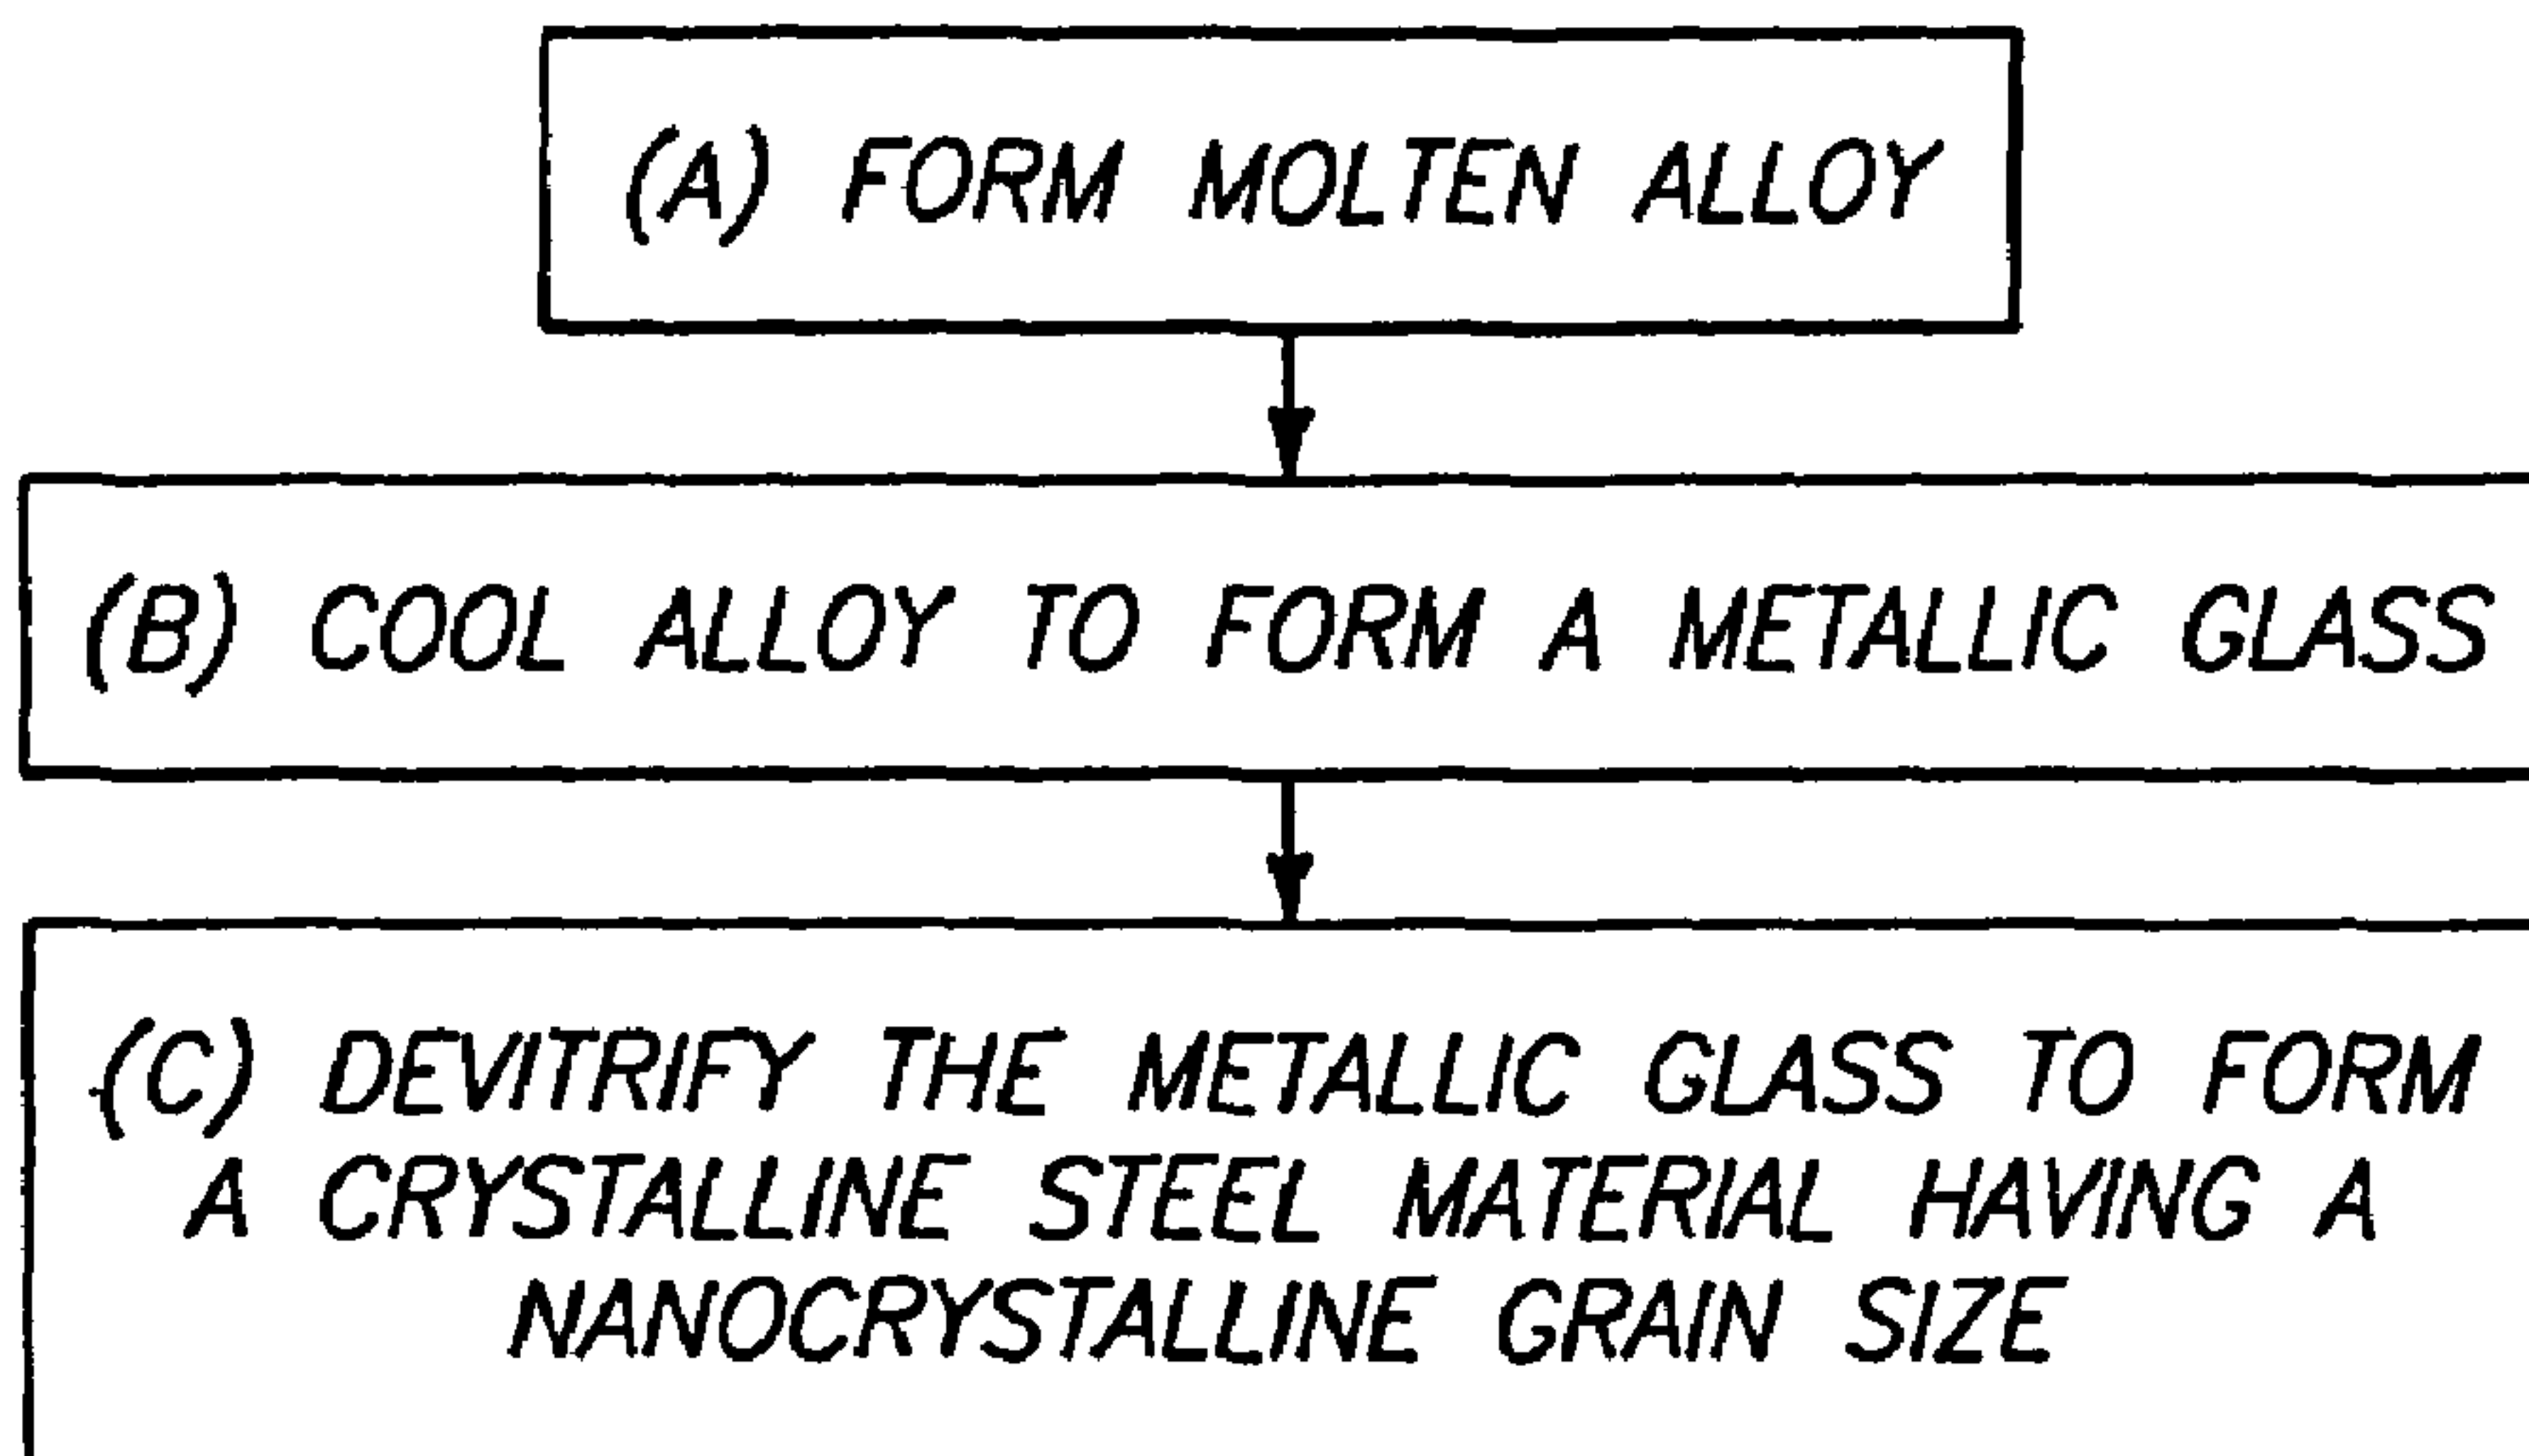 (A) FORM MOLTEN ALLOY
(B) COOL ALLOY TO FORM A METALLIC GLASS
(C) DEVITRIFY THE METALLIC GLASS TO FORM
A CRYSTALLINE STEEL MATERIAL HAVING A
NANOCRYSTALLINE GRAIN SIZE